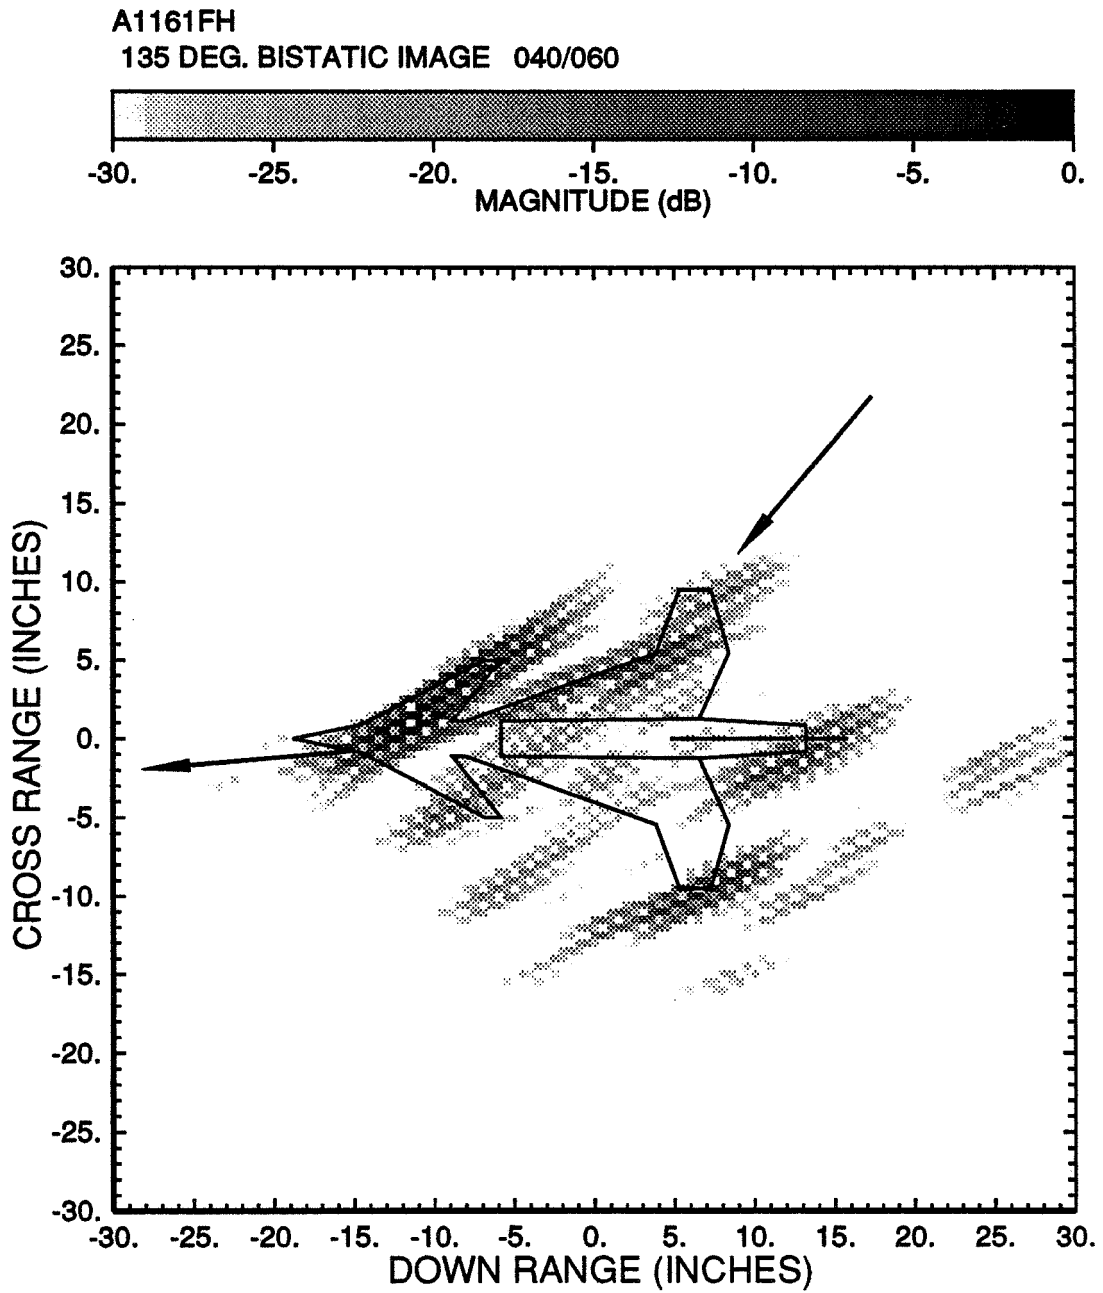 A1161FH
135 DEG. BISTATIC IMAGE 040/060
-30. -25. -20. -15. -10. -5. 0.
MAGNITUDE (dB)
30.
25.
20.
15.
10.
5.
0.
-5.
-10.
-15.
-20.
-25.
-30.
CROSS RANGE (INCHES)
-30. -25. -20. -15. -10. -5. 0. 5. 10. 15. 20. 25. 30.
DOWN RANGE (INCHES)